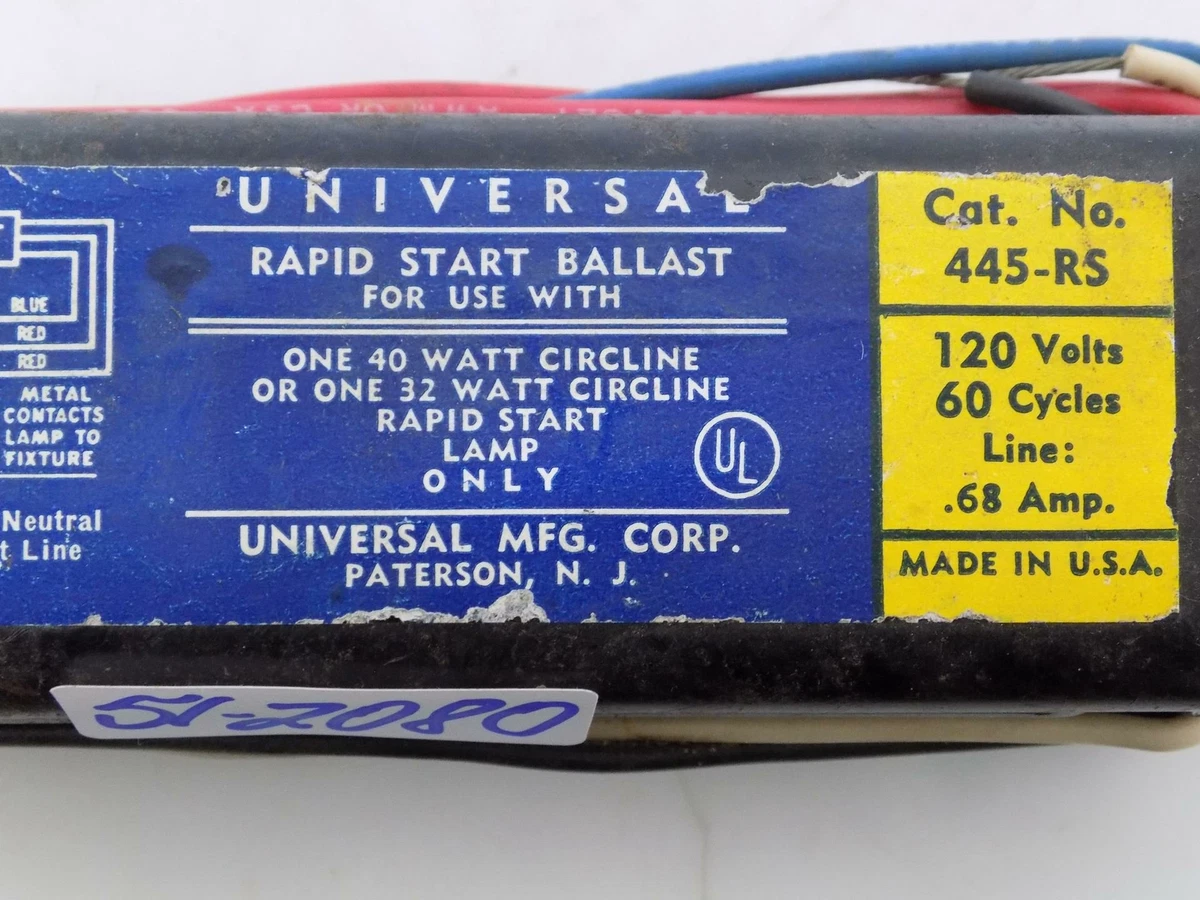 BLUE
RED
RED
METAL
CONTACTS
LAMP TO
FIXTURE
Neutral
t Line
UNIVERSAL
RAPID START BALLAST
FOR USE WITH
ONE 40 WATT CIRCLINE
OR ONE 32 WATT CIRCLINE
RAPID START
LAMP
ONLY
UL
UNIVERSAL MFG. CORP.
PATERSON, N. J.
Cat. No.
445-RS
120 Volts
60 Cycles
Line:
.68 Amp.
MADE IN U.S.A.
51-2080